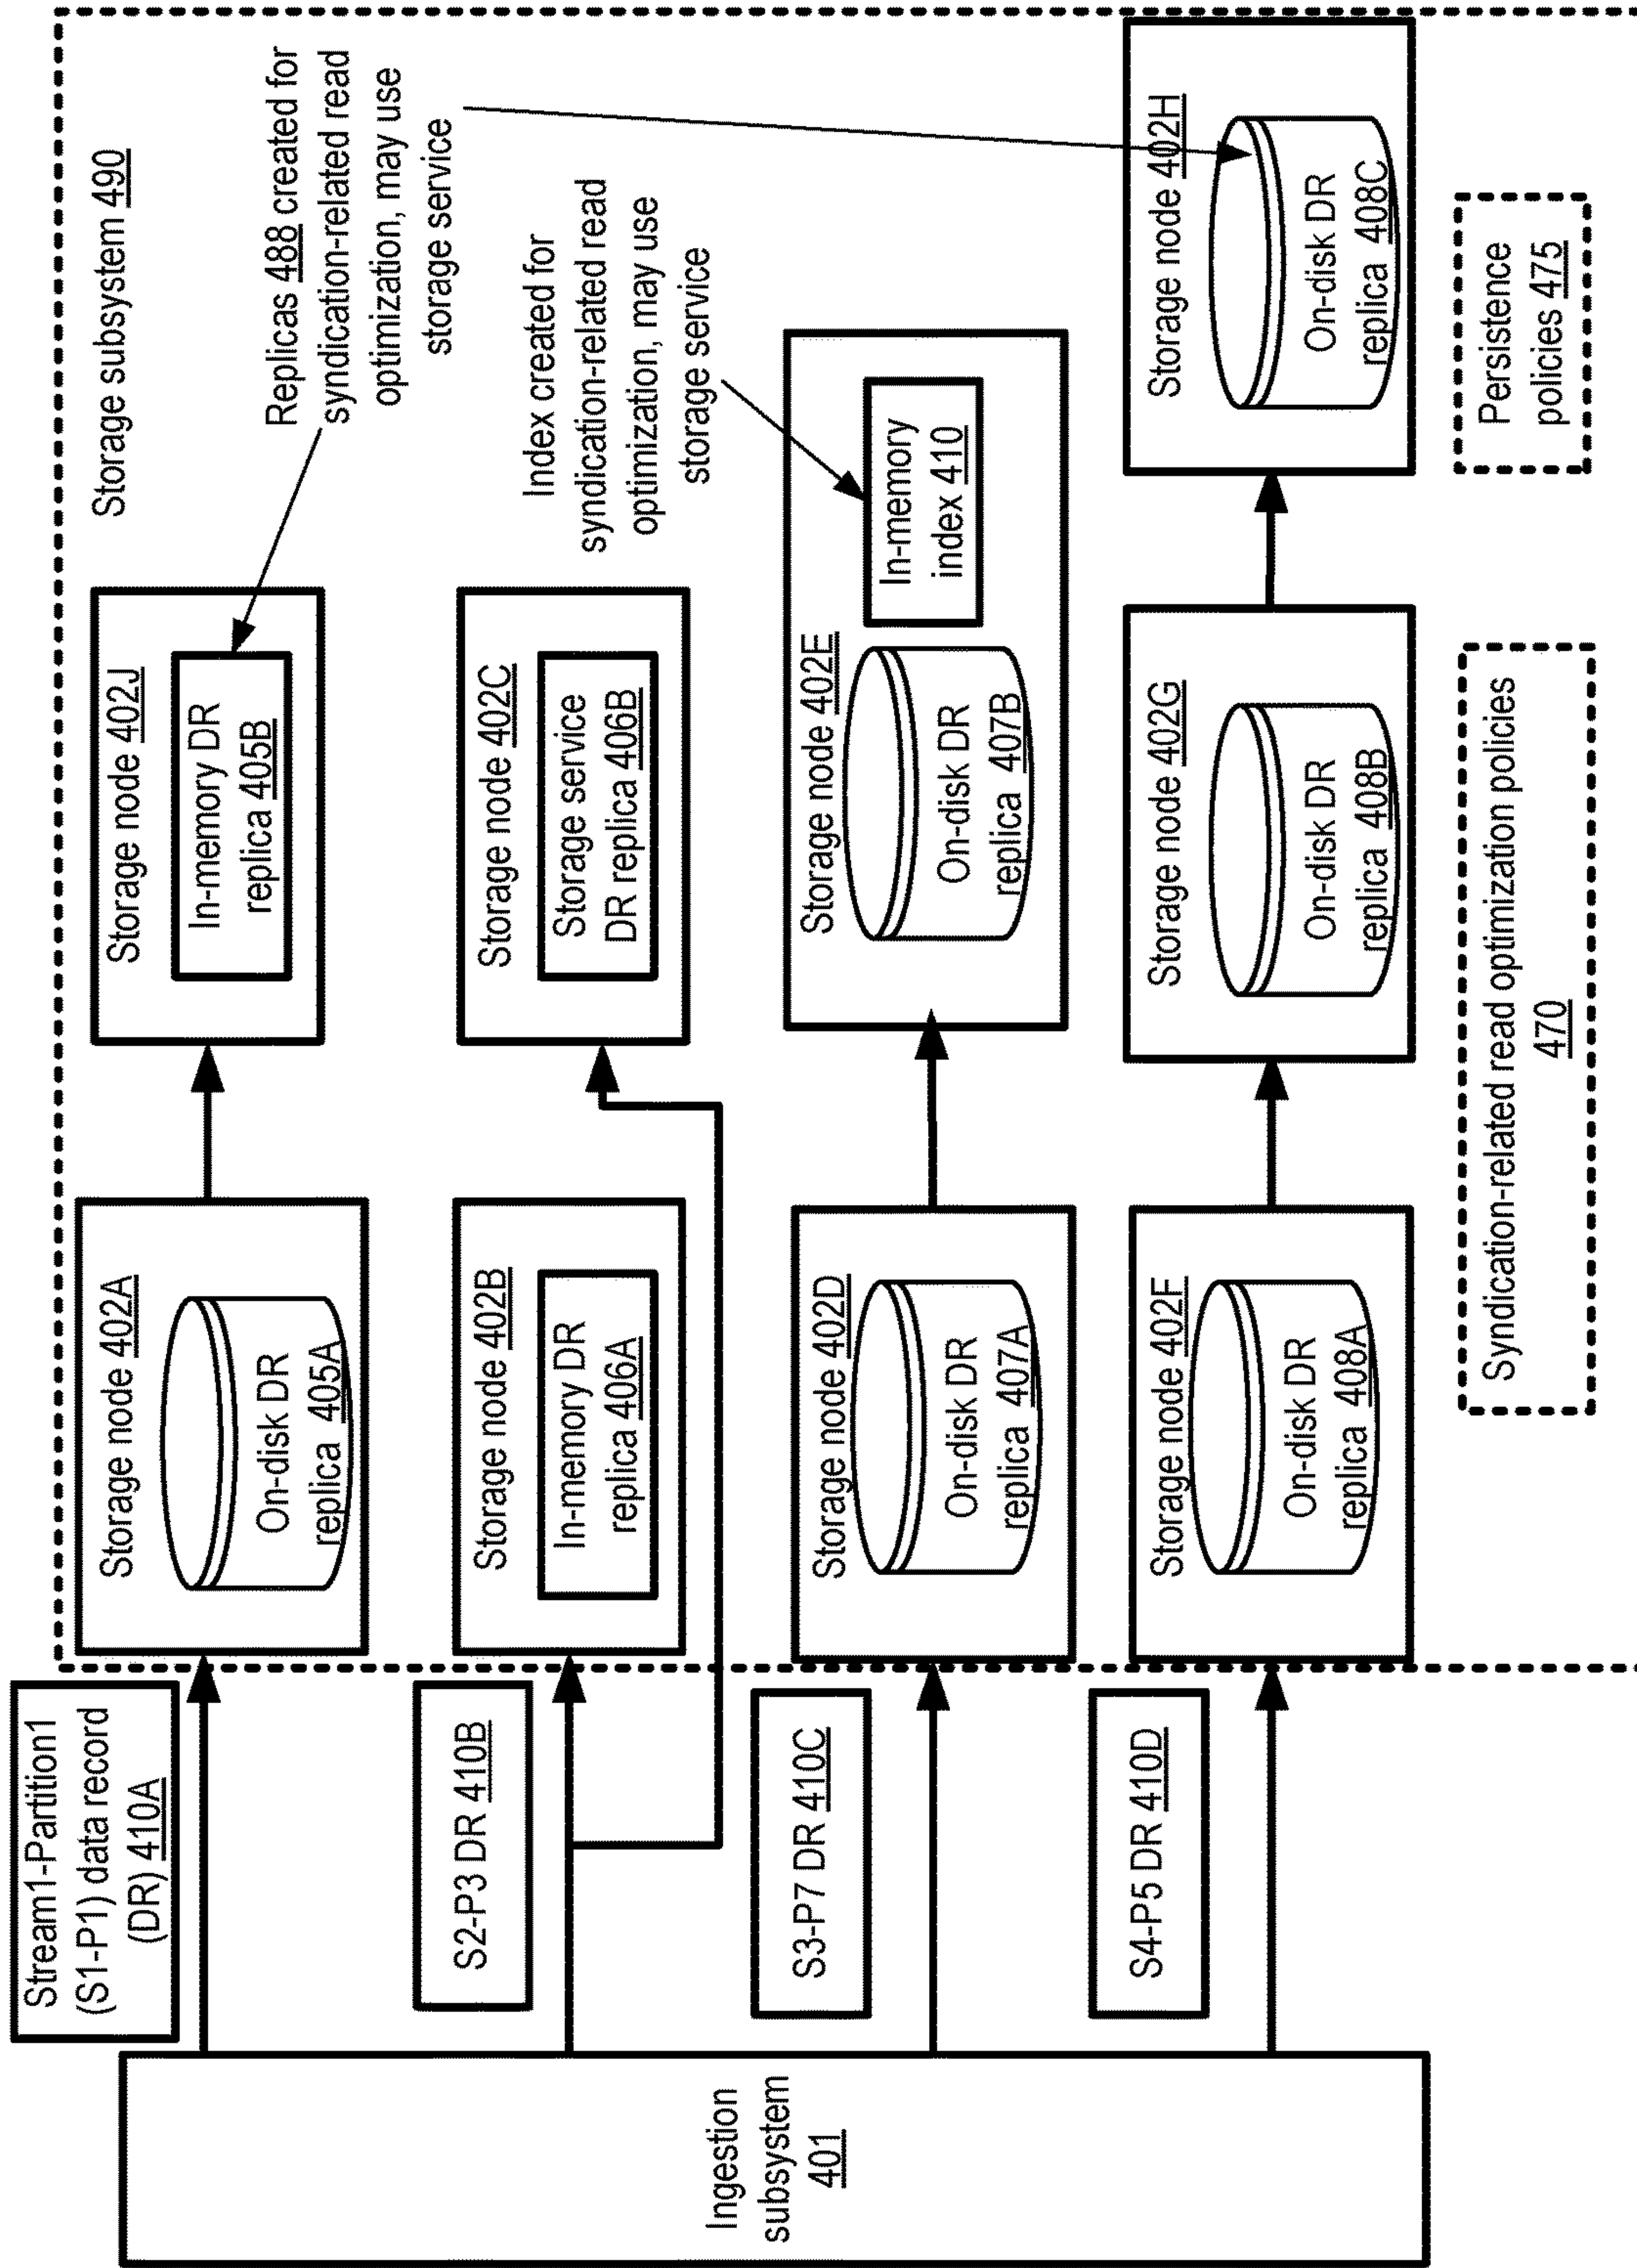 Ingestion
subsystem
401
Stream1-Partition1
(S1-P1) data record
(DR) 410A
S2-P3 DR 410B
S3-P7 DR 410C
S4-P5 DR 410D
Storage subsystem 490
Storage node 402A
On-disk DR
replica 405A
Storage node 402J
In-memory DR
replica 405B
Replicas 488 created for
syndication-related read
optimization, may use
storage service
Storage node 402B
In-memory DR
replica 406A
Storage node 402C
Storage service
DR replica 406B
Index created for
syndication-related read
optimization, may use
storage service
Storage node 402D
On-disk DR
replica 407A
Storage node 402E
On-disk DR
replica 407B
In-memory
index 410
Storage node 402F
On-disk DR
replica 408A
Storage node 402G
On-disk DR
replica 408B
Storage node 402H
On-disk DR
replica 408C
Syndication-related read optimization policies
470
Persistence
policies 475